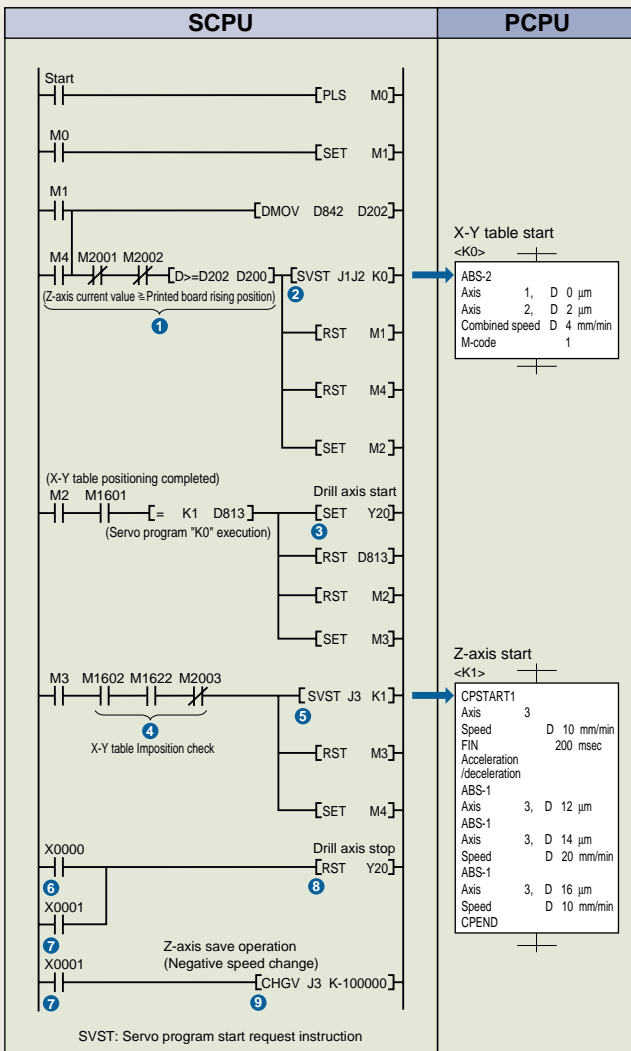 SCPU
PCPU
Start
[PLS M0]
M0
[SET M1]
M1
[DMOV D842 D202]
M4 M2001 M2002
[D>=D202 D200] [SVST J1J2 K0]
(Z-axis current value ≧ Printed board rising position)
2
1
[RST M1]
[RST M4]
[SET M2]
X-Y table start
<K0>
ABS-2
Axis 1, D 0 µm
Axis 2, D 2 µm
Combined speed D 4 mm/min
M-code 1
(X-Y table positioning completed)
M2 M1601
Drill axis start
[= K1 D813] [SET Y20]
(Servo program "K0" execution)
3
[RST D813]
[RST M2]
[SET M3]
M3 M1602 M1622 M2003
[SVST J3 K1]
4
5
X-Y table Imposition check
[RST M3]
[SET M4]
Z-axis start
<K1>
CPSTART1
Axis 3
Speed D 10 mm/min
FIN 200 msec
Acceleration
/deceleration
ABS-1
Axis 3, D 12 µm
ABS-1
Axis 3, D 14 µm
Speed D 20 mm/min
ABS-1
Axis 3, D 16 µm
Speed D 10 mm/min
CPEND
X0000
Drill axis stop
[RST Y20]
6
8
X0001
7
Z-axis save operation
(Negative speed change)
X0001
[CHGV J3 K-100000]
7
9
SVST: Servo program start request instruction